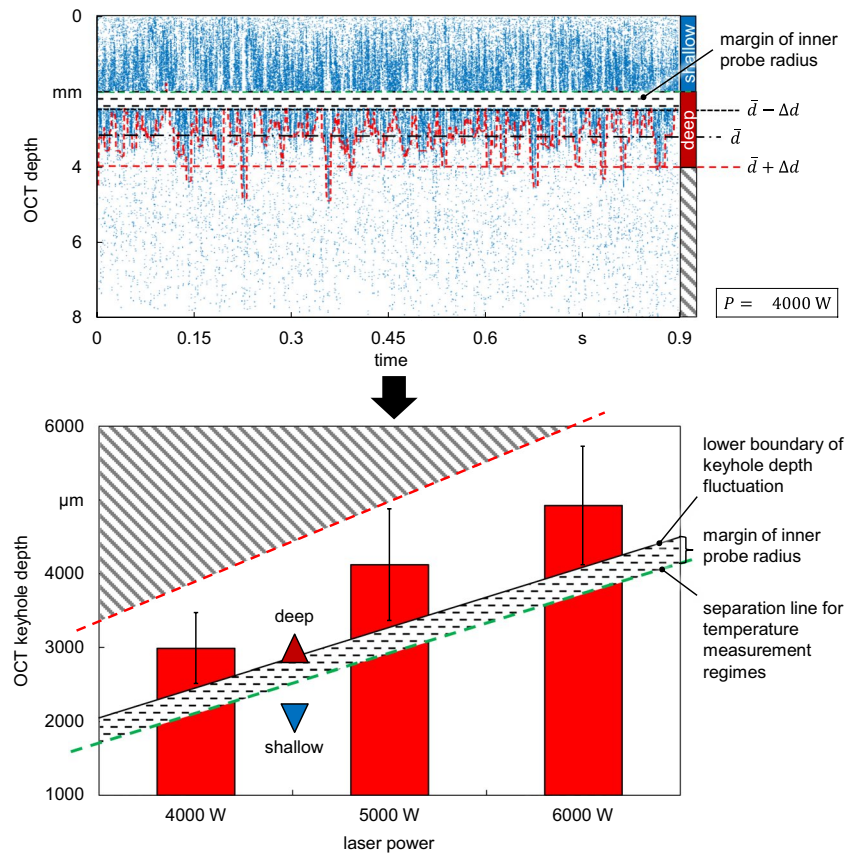 0
mm
4
6
8
OCT depth
0
0.15
0.3
0.45
0.6
s
0.9
time
shallow
deep
margin of inner
probe radius
d̅ − Δd
d̅
d̅ + Δd
P = 4000 W
6000
µm
4000
3000
2000
1000
OCT keyhole depth
deep
shallow
4000 W
5000 W
6000 W
laser power
lower boundary of
keyhole depth
fluctuation
margin of inner
probe radius
separation line for
temperature
measurement
regimes